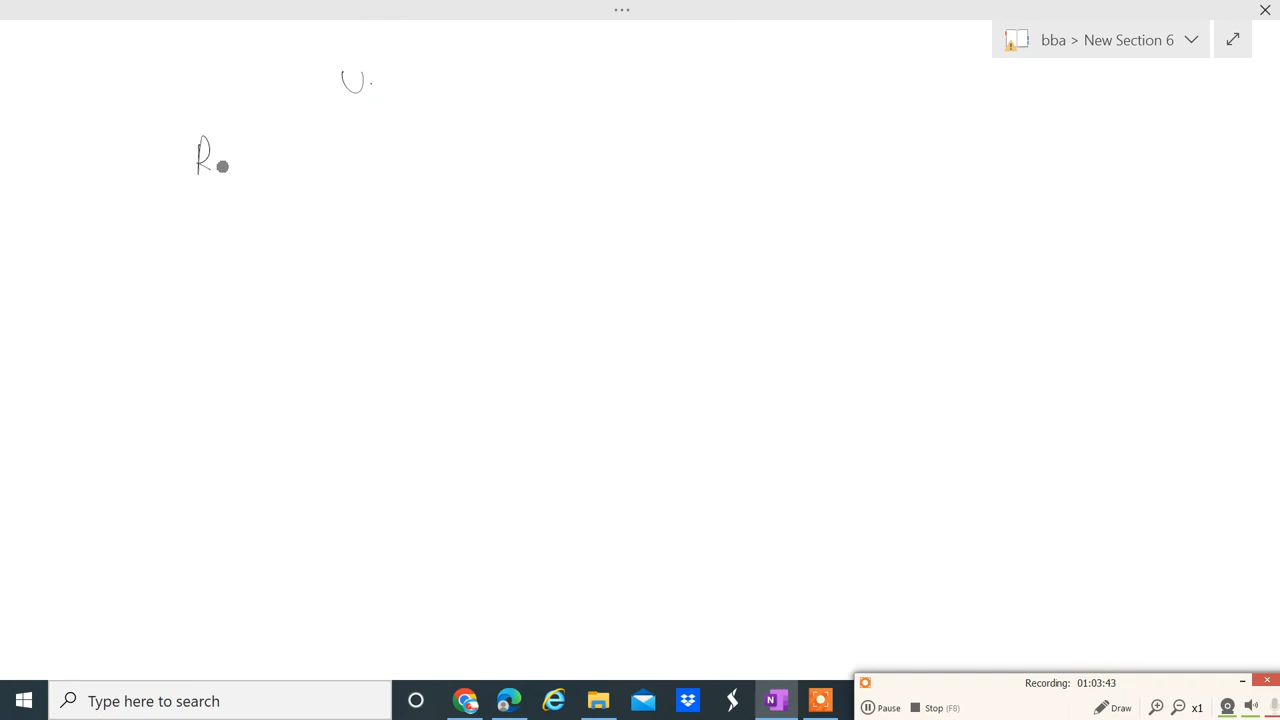 bba > New Section 6
R
Type here to search
Recording: 01:03:43
Pause Stop (F8) Draw x1